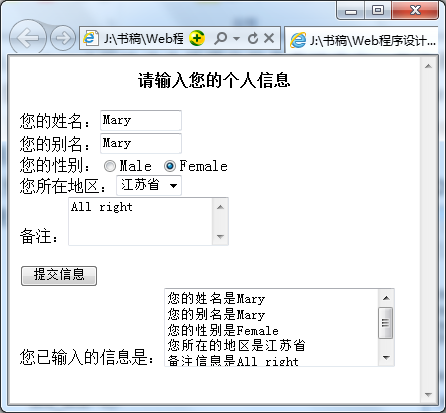 J:\书稿\Web程
J:\书稿\Web程序设计...
请输入您的个人信息
您的姓名: Mary
您的别名: Mary
您的性别: Male Female
您所在地区: 江苏省
All right
备注:
提交信息
您的姓名是Mary
您的别名是Mary
您的性别是Female
您所在的地区是江苏省
备注信息是All right
您已输入的信息是: